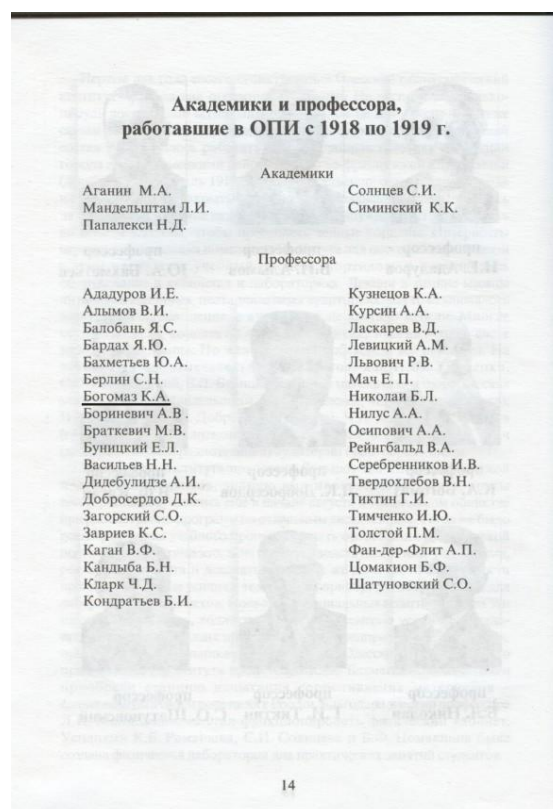 Академики и профессора,
работавшие в ОПИ с 1918 по 1919 г.
Академики
Аганин М.А.
Мандельштам Л.И.
Папалекси Н.Д.
Солнцев С.И.
Симинский К.К.
Профессора
Ададуров И.Е.
Алымов В.И.
Балобань Я.С.
Бардах Я.Ю.
Бахметьев Ю.А.
Берлин С.Н.
Богомаз К.А.
Бориневич А.В .
Браткевич М.В.
Буницкий Е.Л.
Васильев Н.Н.
Дидебулидзе А.И.
Добросердов Д.К.
Загорский С.О.
Завриев К.С.
Каган В.Ф.
Кандыба Б.Н.
Кларк Ч.Д.
Кондратьев Б.И.
Кузнецов К.А.
Курсин А.А.
Ласкарев В.Д.
Левицкий А.М.
Львович Р.В.
Мач Е. П.
Николаи Б.Л.
Нилус А.А.
Осипович А.А.
Рейнгбальд В.А.
Серебренников И.В.
Твердохлебов В.Н.
Тиктин Г.И.
Тимченко И.Ю.
Толстой П.М.
Фан-дер-Флит А.П.
Цомакион Б.Ф.
Шатуновский С.О.
14